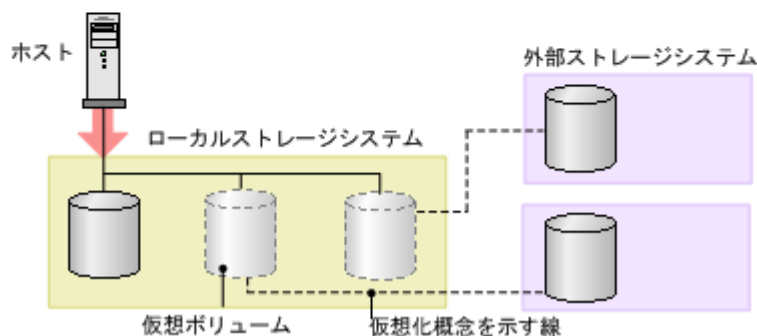 ホスト
外部ストレージシステム
ローカルストレージシステム
仮想ボリューム
仮想化概念を示す線